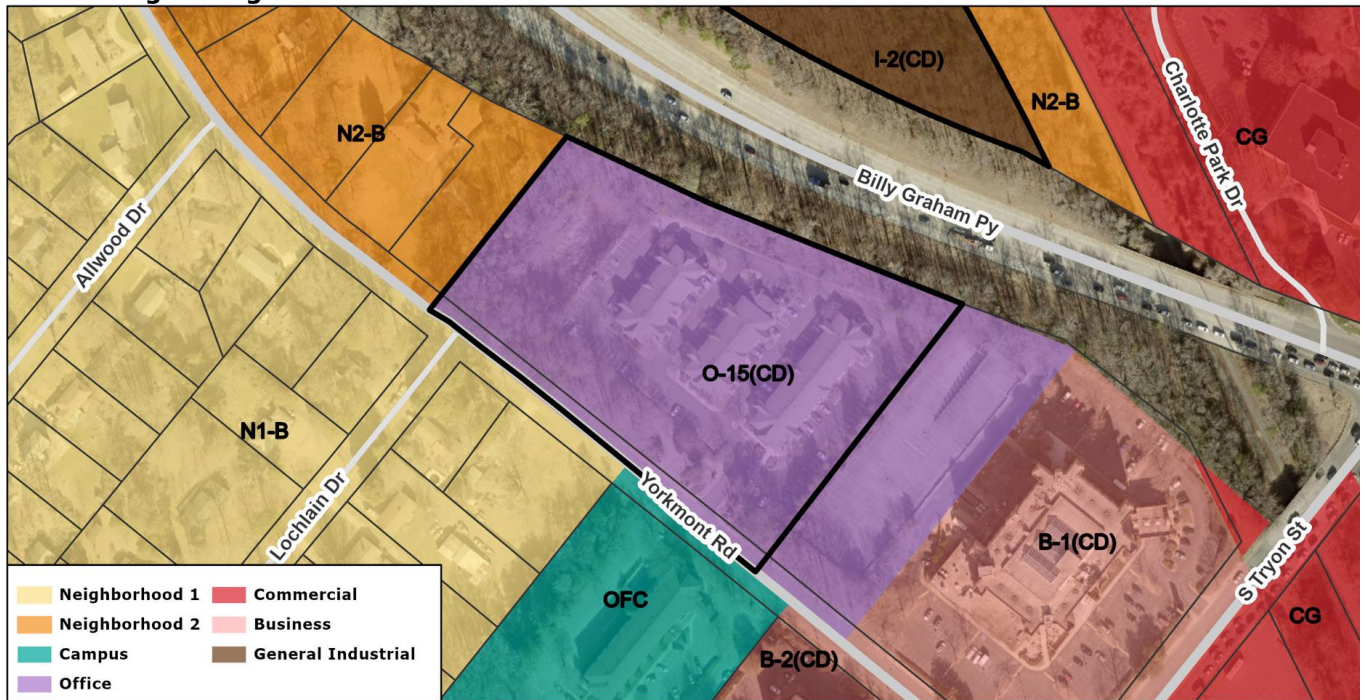 I-2(CD)
N2-B
CG
Charlotte Park Dr
N2-B
Billy Graham Py
Allwood Dr
O-15(CD)
N1-B
Lochlain Dr
Yorkmont Rd
B-1(CD)
S Tryon St
OFC
B-2(CD)
CG
Neighborhood 1
Neighborhood 2
Campus
Office
Commercial
Business
General Industrial